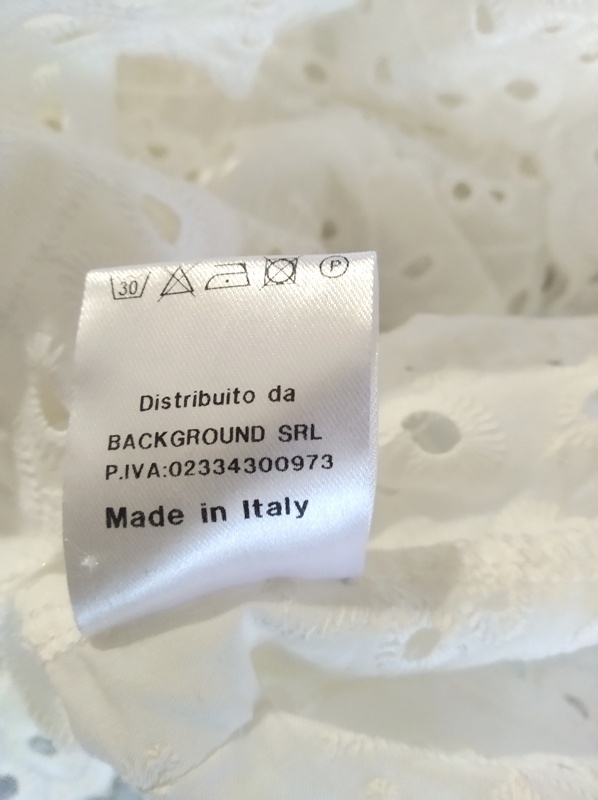 30 P
Distribuito da
BACKGROUND SRL
P.IVA:02334300973
Made in Italy